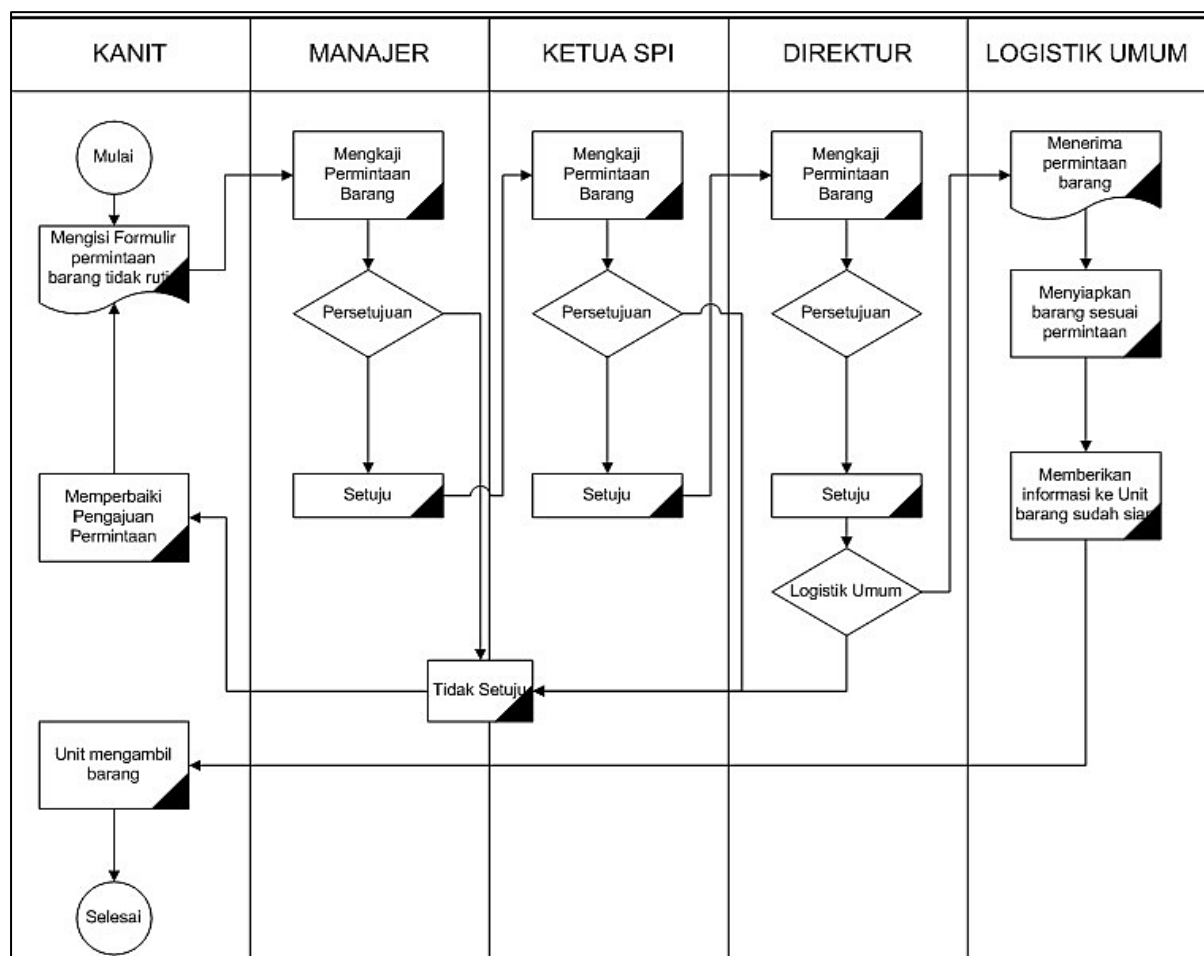 KANIT
MANAJER
KETUA SPI
DIREKTUR
LOGISTIK UMUM
Mulai
Mengisi Formulir
permintaan
barang tidak ruti
Memperbaiki
Pengajuan
Permintaan
Unit mengambil
barang
Selesai
Mengkaji
Permintaan
Barang
Persetujuan
Setuju
Tidak Setuju
Mengkaji
Permintaan
Barang
Persetujuan
Setuju
Mengkaji
Permintaan
Barang
Persetujuan
Setuju
Logistik Umum
Menerima
permintaan
barang
Menyiapkan
barang sesuai
permintaan
Memberikan
informasi ke Unit
barang sudah siap